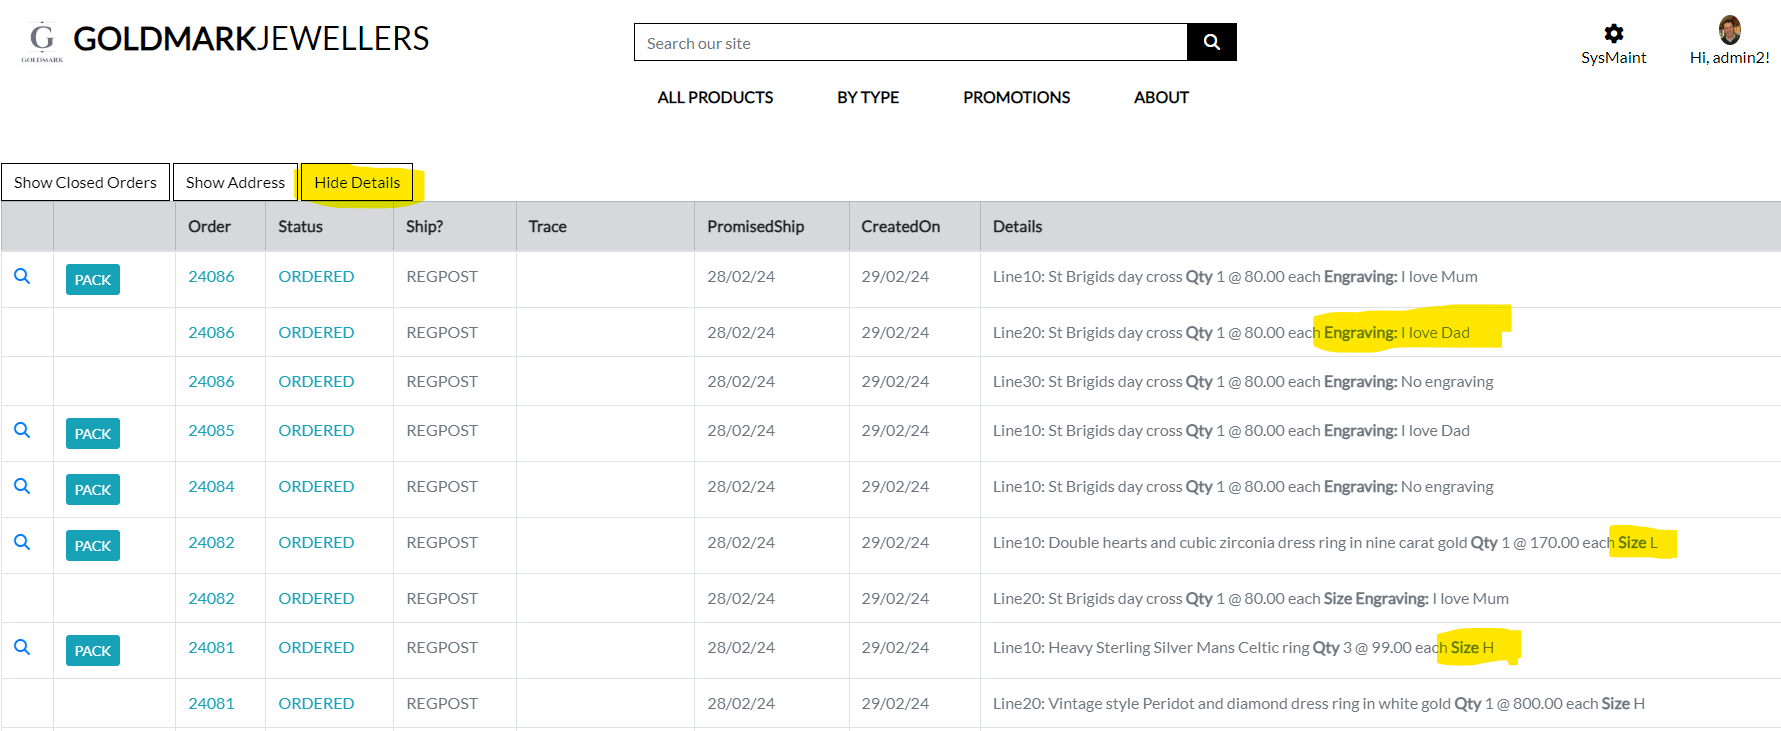 G
GOLDMARK
GOLDMARKJEWELLERS
Search our site
SysMaint
Hi, admin2!
ALL PRODUCTS BY TYPE PROMOTIONS ABOUT
Show Closed Orders Show Address Hide Details
Order Status Ship? Trace PromisedShip CreatedOn Details
PACK 24086 ORDERED REGPOST 28/02/24 29/02/24 Line10: St Brigids day cross Qty 1 @ 80.00 each Engraving: I love Mum
24086 ORDERED REGPOST 28/02/24 29/02/24 Line20: St Brigids day cross Qty 1 @ 80.00 each Engraving: I love Dad
24086 ORDERED REGPOST 28/02/24 29/02/24 Line30: St Brigids day cross Qty 1 @ 80.00 each Engraving: No engraving
PACK 24085 ORDERED REGPOST 28/02/24 29/02/24 Line10: St Brigids day cross Qty 1 @ 80.00 each Engraving: I love Dad
PACK 24084 ORDERED REGPOST 28/02/24 29/02/24 Line10: St Brigids day cross Qty 1 @ 80.00 each Engraving: No engraving
PACK 24082 ORDERED REGPOST 28/02/24 29/02/24 Line10: Double hearts and cubic zirconia dress ring in nine carat gold Qty 1 @ 170.00 each Size L
24082 ORDERED REGPOST 28/02/24 29/02/24 Line20: St Brigids day cross Qty 1 @ 80.00 each Size Engraving: I love Mum
PACK 24081 ORDERED REGPOST 28/02/24 29/02/24 Line10: Heavy Sterling Silver Mans Celtic ring Qty 3 @ 99.00 each Size H
24081 ORDERED REGPOST 28/02/24 29/02/24 Line20: Vintage style Peridot and diamond dress ring in white gold Qty 1 @ 800.00 each Size H